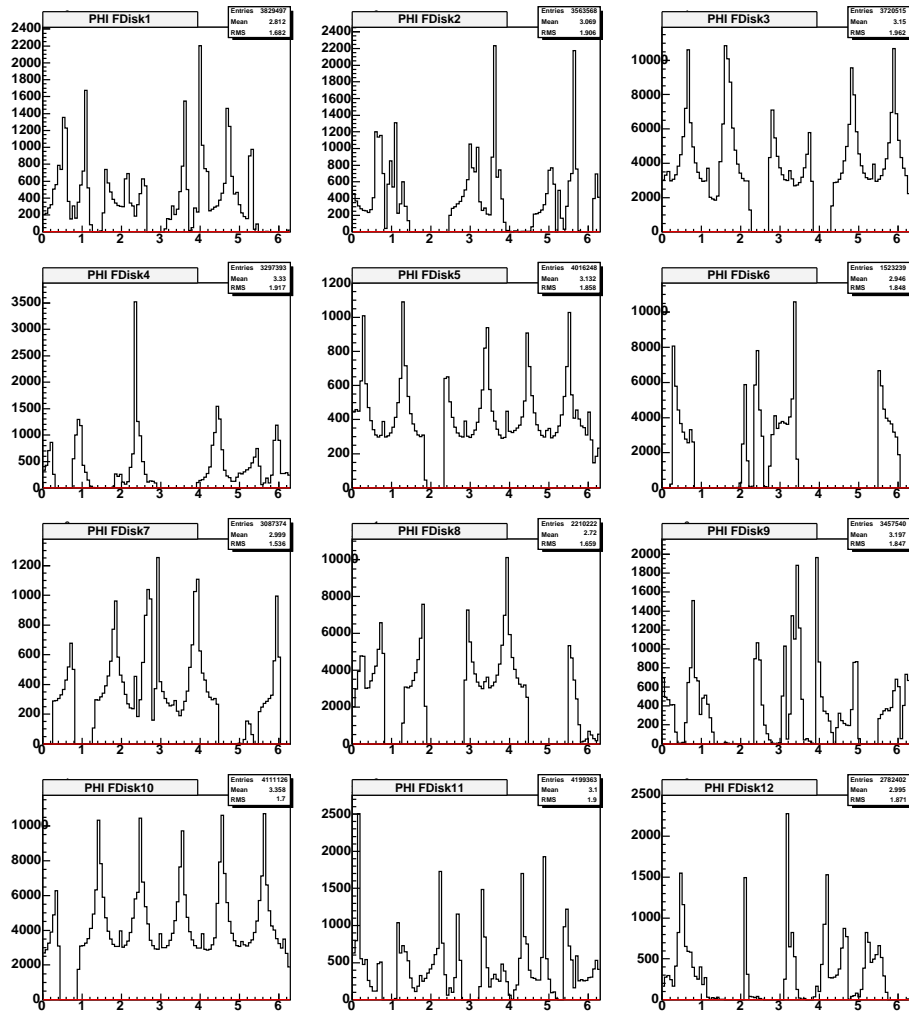 PHI FDisk1
Entries 3829497
Mean 2.812
RMS 1.682
2400
2200
2000
1800
1600
1400
1200
1000
800
600
400
200
0
0 1 2 3 4 5 6
PHI FDisk2
Entries 3563568
Mean 3.069
RMS 1.906
2400
2200
2000
1800
1600
1400
1200
1000
800
600
400
200
0
0 1 2 3 4 5 6
PHI FDisk3
Entries 3720515
Mean 3.15
RMS 1.962
10000
8000
6000
4000
2000
0
0 1 2 3 4 5 6
PHI FDisk4
Entries 3297393
Mean 3.33
RMS 1.917
3500
3000
2500
2000
1500
1000
500
0
0 1 2 3 4 5 6
PHI FDisk5
Entries 4016248
Mean 3.132
RMS 1.858
1200
1000
800
600
400
200
0
0 1 2 3 4 5 6
PHI FDisk6
Entries 1523239
Mean 2.946
RMS 1.848
10000
8000
6000
4000
2000
0
0 1 2 3 4 5 6
PHI FDisk7
Entries 3087374
Mean 2.999
RMS 1.536
1200
1000
800
600
400
200
0
0 1 2 3 4 5 6
PHI FDisk8
Entries 2210222
Mean 2.72
RMS 1.659
10000
8000
6000
4000
2000
0
0 1 2 3 4 5 6
PHI FDisk9
Entries 3457540
Mean 3.197
RMS 1.847
2000
1800
1600
1400
1200
1000
800
600
400
200
0
0 1 2 3 4 5 6
PHI FDisk10
Entries 4111126
Mean 3.358
RMS 1.7
10000
8000
6000
4000
2000
0
0 1 2 3 4 5 6
PHI FDisk11
Entries 4199363
Mean 3.1
RMS 1.9
2500
2000
1500
1000
500
0
0 1 2 3 4 5 6
PHI FDisk12
Entries 2782402
Mean 2.995
RMS 1.871
2500
2000
1500
1000
500
0
0 1 2 3 4 5 6